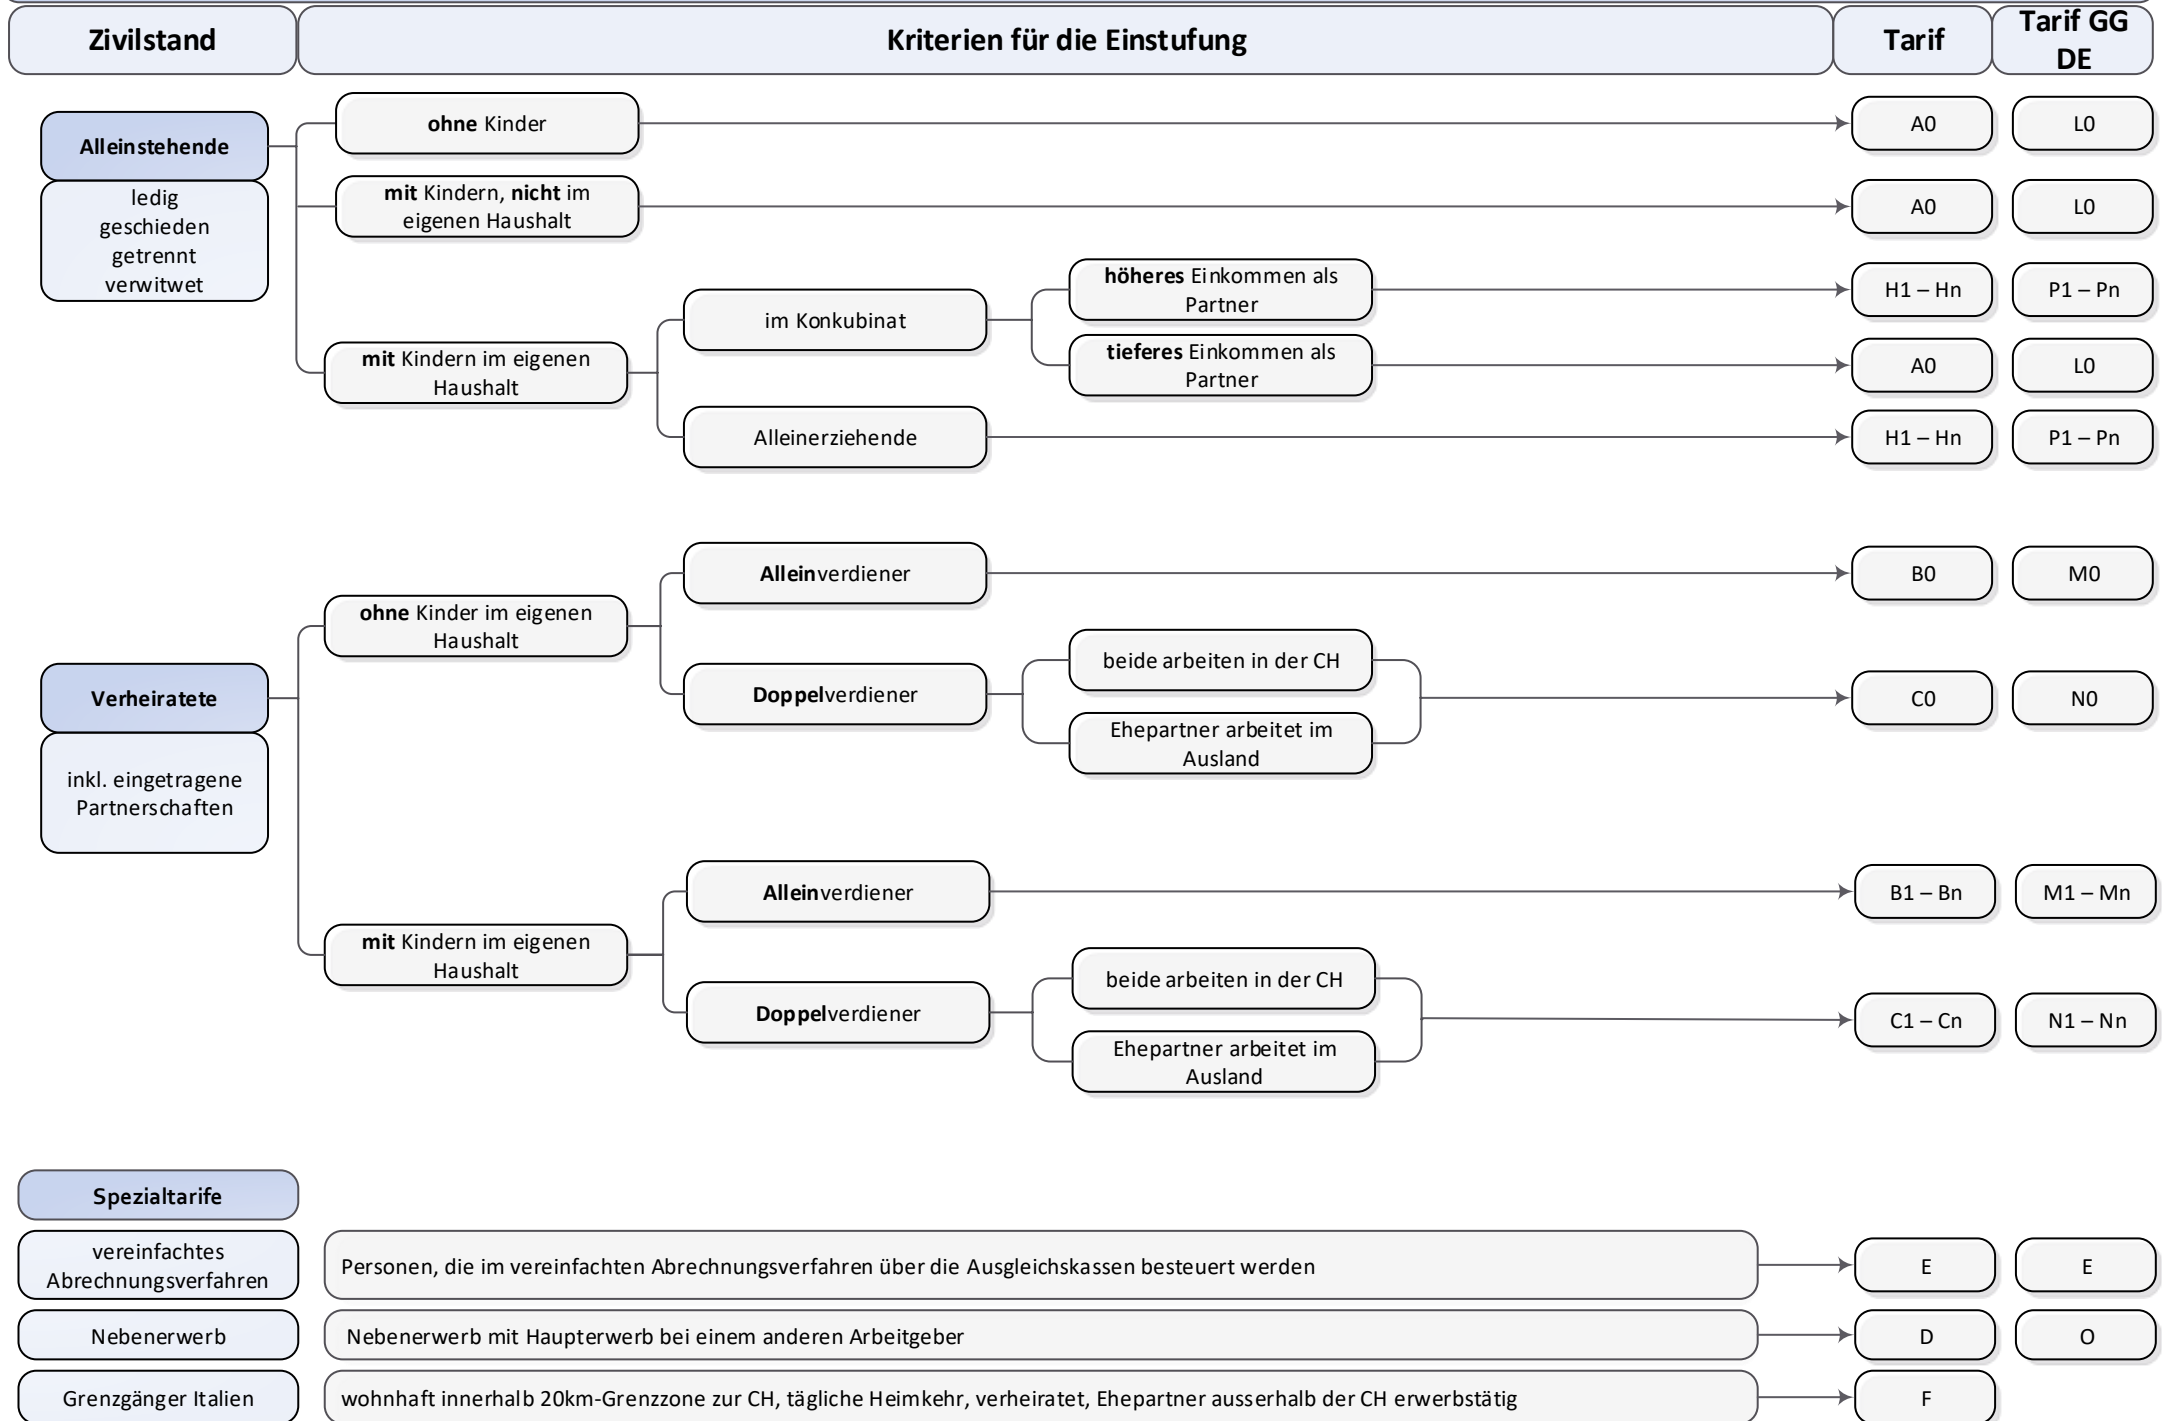 Zivilstand
Kriterien für die Einstufung
Tarif
Tarif GG
DE
Alleinstehende
ledig
geschieden
getrennt
verwitwet
ohne Kinder
A0
L0
mit Kindern, nicht im
eigenen Haushalt
A0
L0
mit Kindern im eigenen
Haushalt
im Konkubinat
höheres Einkommen als
Partner
H1 – Hn
P1 – Pn
tieferes Einkommen als
Partner
A0
L0
Alleinerziehende
H1 – Hn
P1 – Pn
Verheiratete
inkl. eingetragene
Partnerschaften
ohne Kinder im eigenen
Haushalt
Alleinverdiener
B0
M0
Doppelverdiener
beide arbeiten in der CH
Ehepartner arbeitet im
Ausland
C0
N0
mit Kindern im eigenen
Haushalt
Alleinverdiener
B1 – Bn
M1 – Mn
Doppelverdiener
beide arbeiten in der CH
Ehepartner arbeitet im
Ausland
C1 – Cn
N1 – Nn
Spezialtarife
vereinfachtes
Abrechnungsverfahren
Personen, die im vereinfachten Abrechnungsverfahren über die Ausgleichskassen besteuert werden
E
E
Nebenerwerb
Nebenerwerb mit Haupterwerb bei einem anderen Arbeitgeber
D
O
Grenzgänger Italien
wohnhaft innerhalb 20km-Grenzzone zur CH, tägliche Heimkehr, verheiratet, Ehepartner ausserhalb der CH erwerbstätig
F